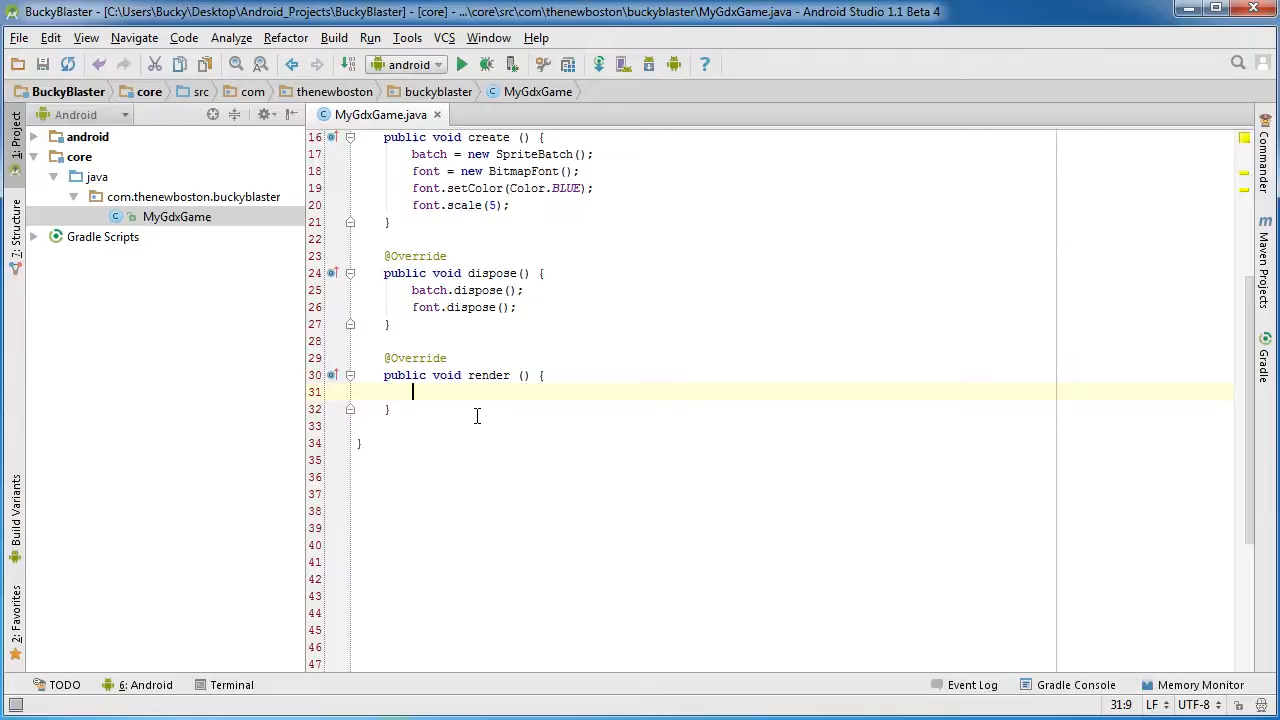 BuckyBlaster - [C:\Users\Bucky\Desktop\Android_Projects\BuckyBlaster] - [core] - ...\core\src\com\thenewboston\buckyblaster\MyGdxGame.java - Android Studio 1.1 Beta 4
File Edit View Navigate Code Analyze Refactor Build Run Tools VCS Window Help
android
BuckyBlaster core src com thenewboston buckyblaster MyGdxGame
Android
MyGdxGame.java
android
core
java
com.thenewboston.buckyblaster
MyGdxGame
Gradle Scripts
1: Project
7: Structure
Build Variants
2: Favorites
16 public void create () {
17 batch = new SpriteBatch();
18 font = new BitmapFont();
19 font.setColor(Color.BLUE);
20 font.scale(5);
21 }
22
23 @Override
24 public void dispose() {
25 batch.dispose();
26 font.dispose();
27 }
28
29 @Override
30 public void render () {
31
32 }
33
34 }
35
36
37
38
39
40
41
42
43
44
45
46
47
Commander
Maven Projects
Gradle
TODO 6: Android Terminal Event Log Gradle Console Memory Monitor
31:9 LF UTF-8